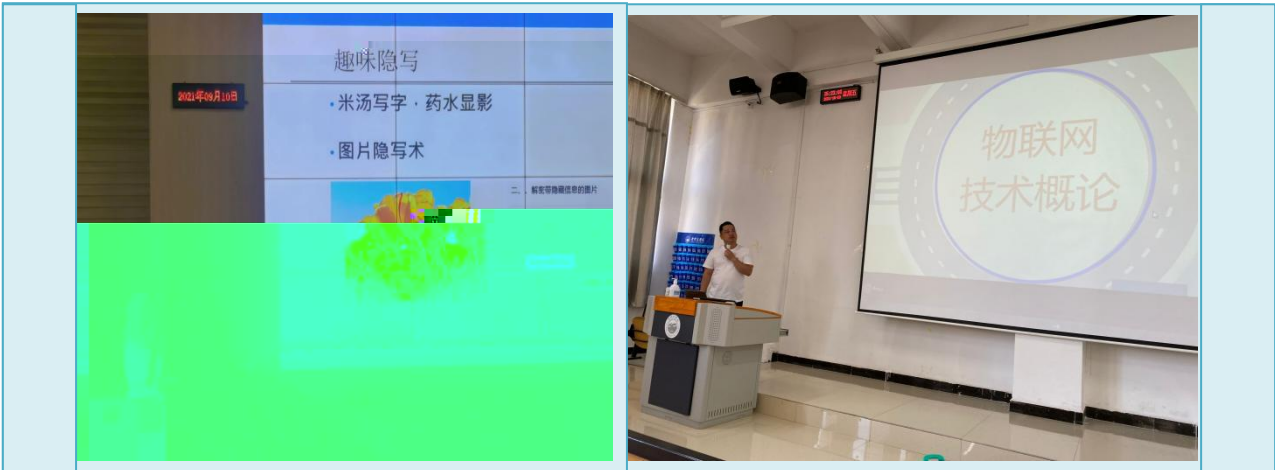 趣味隐写
2021年09月10日
·米汤写字·药水显影
·图片隐写术
二、.解密带隐藏信息的图片
物联网
技术概论